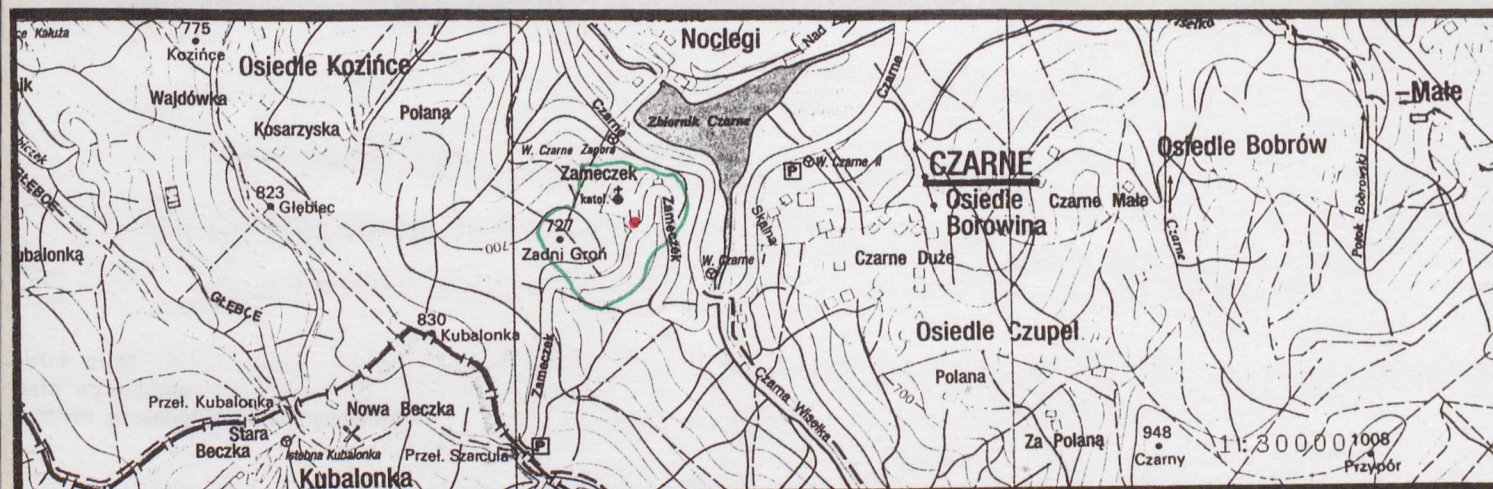 775
Kozińce
Osiedle Kozińce
Wajdówka
Kosarzyska
Polana
Noclegi
Nad
Czarne
Czarne
Zbiornik Czarne
W. Czarne Zapora
Zameczek
katol.
P
W. Czarne II
CZARNE
Osiedle
Borowina
Czarne Małe
Osiedle Bobrów
Małe
GŁĘBCE
823
Głębiec
727
Zadni Groń
700
Zameczek
Skalna
W. Czarne I
Czarne Duże
Czarne
Potok Bobrowski
GŁĘBCE
830
Kubalonka
Osiedle Czupel
Zameczek
Czarna Wisełka
Polana
700
Przeł. Kubalonka
Nowa Beczka
Stara
Beczka
Istebna Kubalonka
Przeł. Szarcula
P
Kubalonka
Za Polaną
948
Czarny
1:30000
1008
Przypór